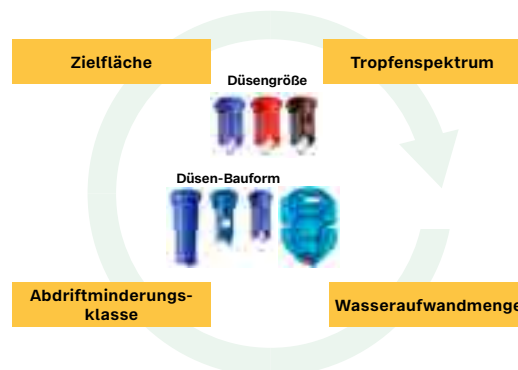 Zielfläche
Tropfenspektrum
Düsengröße
Düsen-Bauform
Abdriftminderungs-
klasse
Wasseraufwandmenge